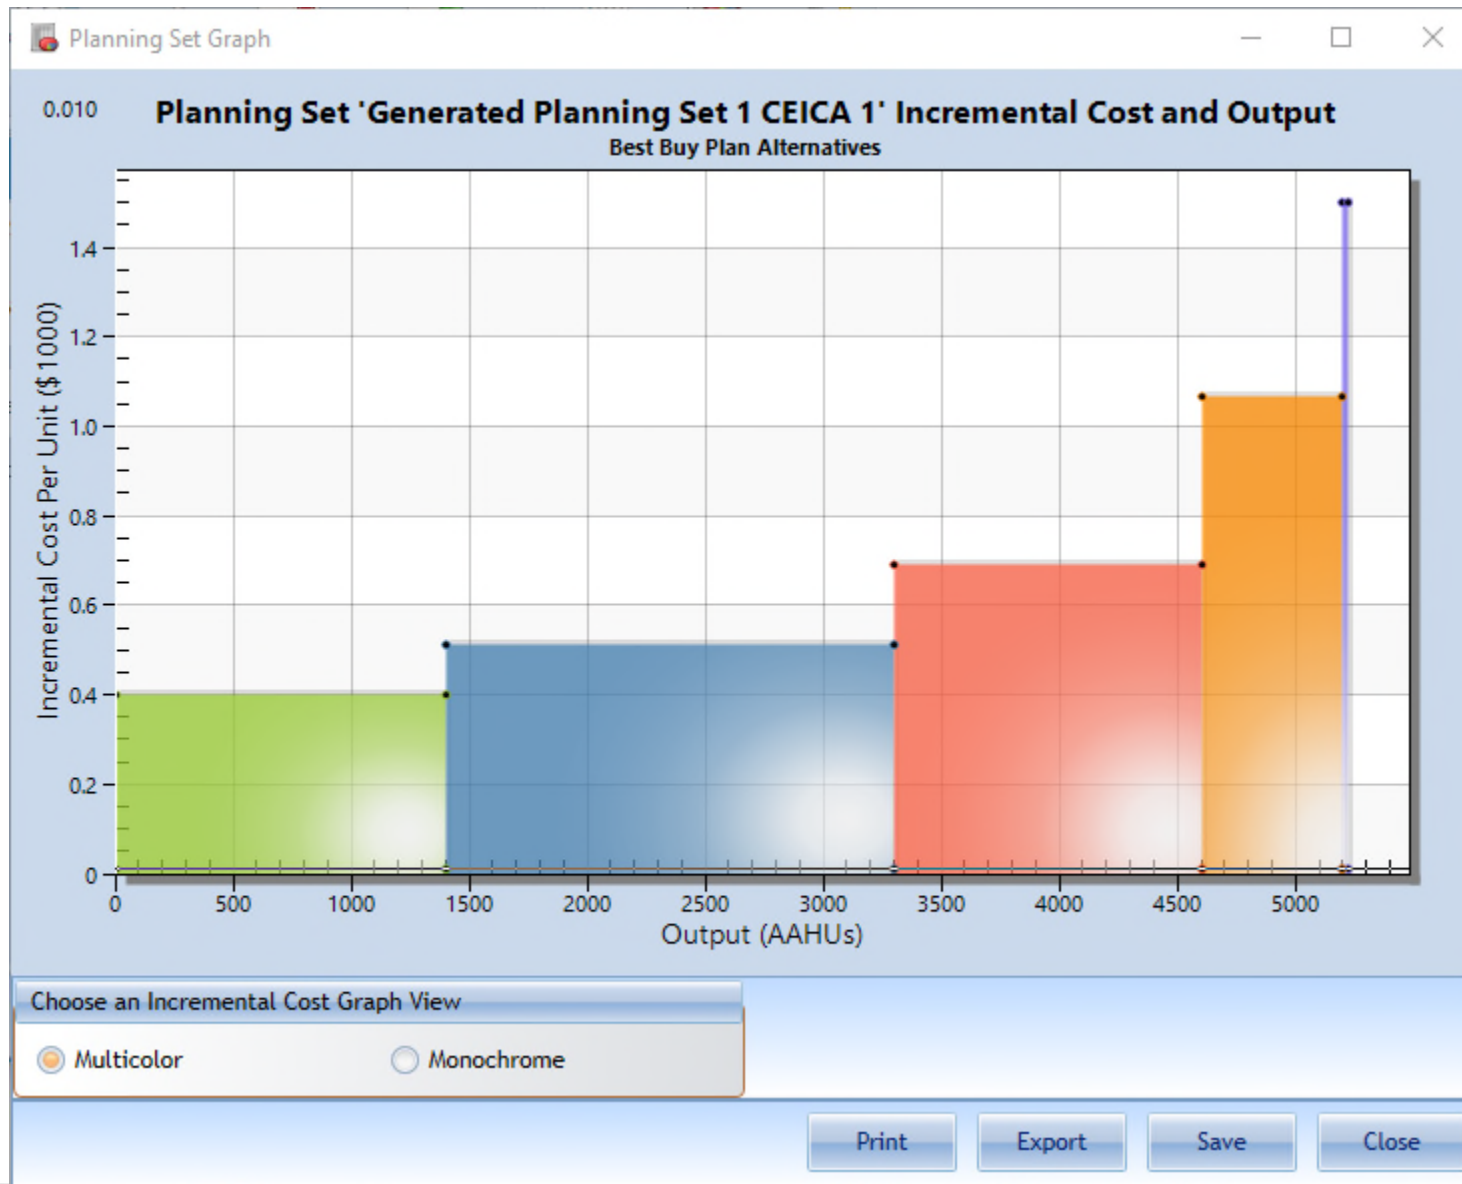 Planning Set Graph
0.010
Planning Set 'Generated Planning Set 1 CEICA 1' Incremental Cost and Output
Best Buy Plan Alternatives
Incremental Cost Per Unit ($1000)
1.4
1.2
1.0
0.8
0.6
0.4
0.2
0
0 500 1000 1500 2000 2500 3000 3500 4000 4500 5000
Output (AAHUs)
Choose an Incremental Cost Graph View
Multicolor Monochrome
Print Export Save Close